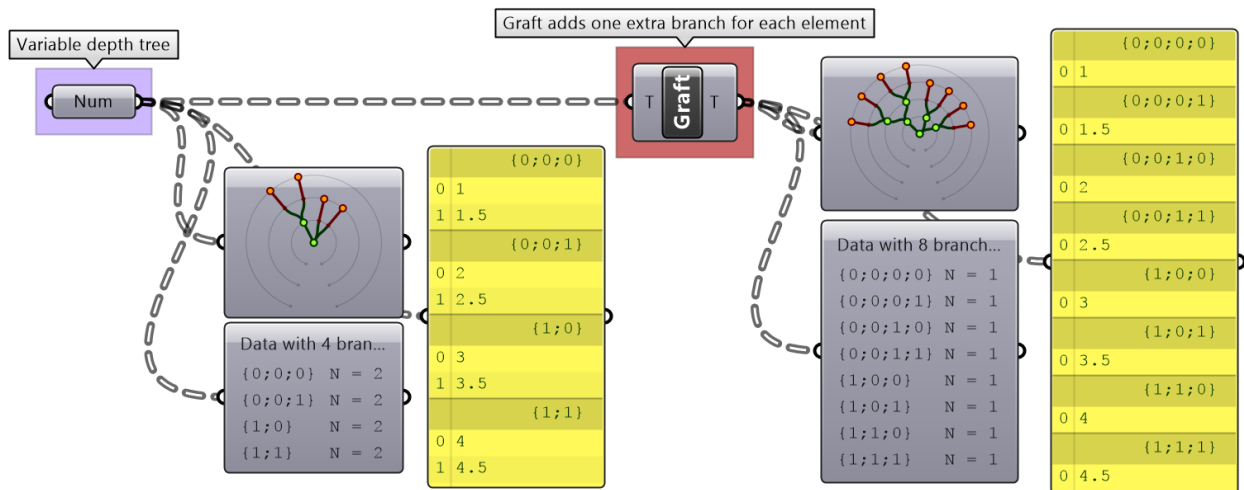 Variable depth tree
Num
Graft adds one extra branch for each element
T Graft T
{0;0;0}
0 1
1 1.5
{0;0;1}
0 2
1 2.5
{1;0}
0 3
1 3.5
{1;1}
0 4
1 4.5
Data with 4 bran...
{0;0;0} N = 2
{0;0;1} N = 2
{1;0} N = 2
{1;1} N = 2
Data with 8 branch...
{0;0;0;0} N = 1
{0;0;0;1} N = 1
{0;0;1;0} N = 1
{0;0;1;1} N = 1
{1;0;0} N = 1
{1;0;1} N = 1
{1;1;0} N = 1
{1;1;1} N = 1
{0;0;0;0}
0 1
{0;0;0;1}
0 1.5
{0;0;1;0}
0 2
{0;0;1;1}
0 2.5
{1;0;0}
0 3
{1;0;1}
0 3.5
{1;1;0}
0 4
{1;1;1}
0 4.5